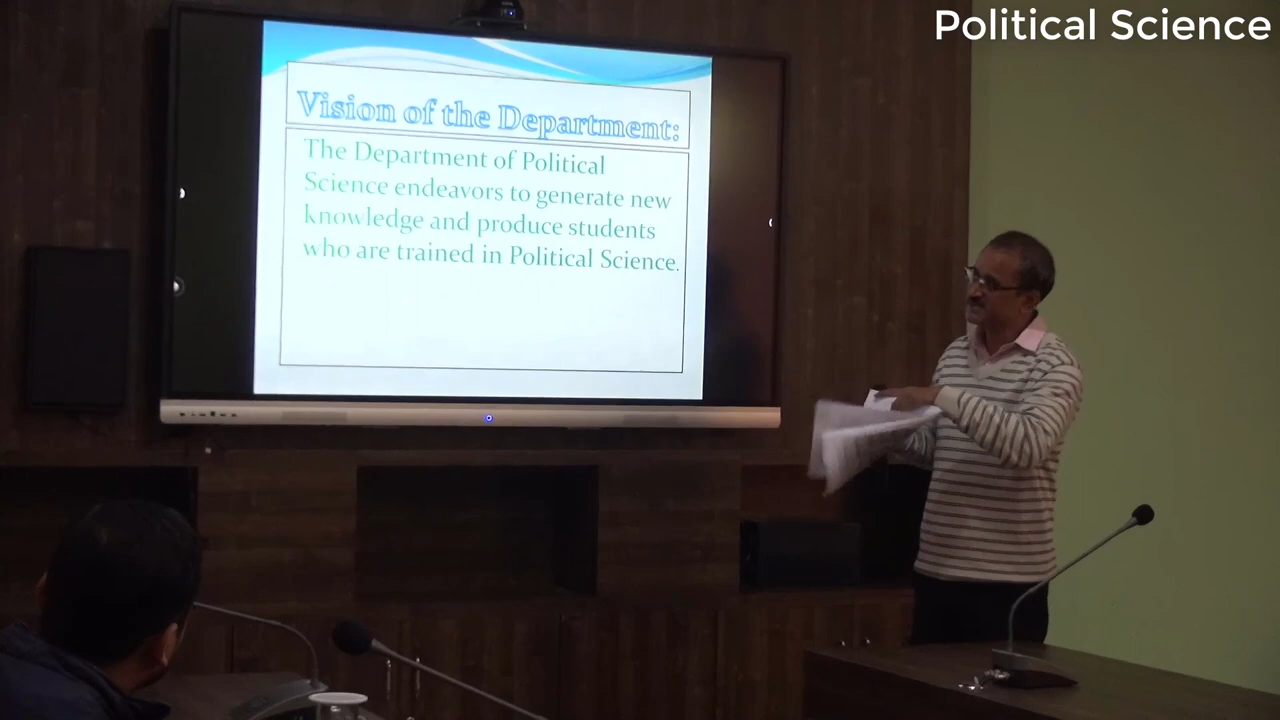 Political Science
Vision of the Department:
The Department of Political
Science endeavors to generate new
knowledge and produce students
who are trained in Political Science.